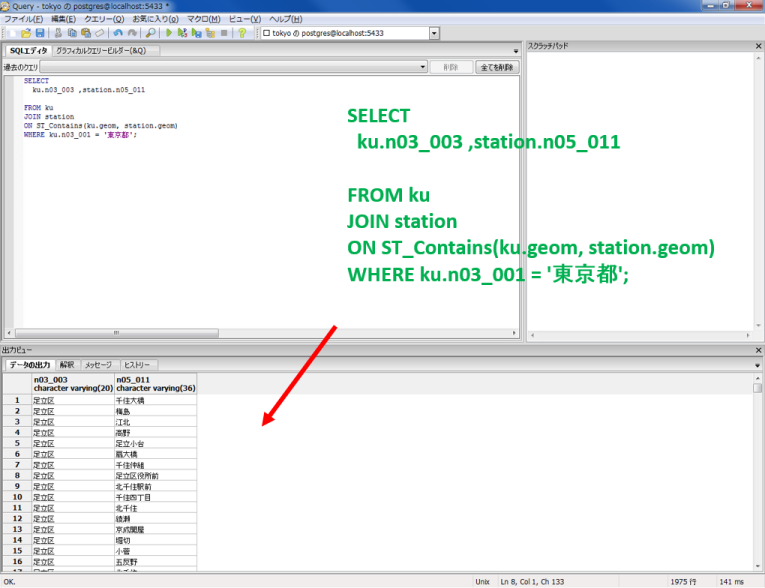 Query - tokyo の postgres@localhost:5433 *
ファイル(F) 編集(E) クエリー(Q) お気に入り(o) マクロ(M) ビュー(V) ヘルプ(H)
tokyo の postgres@localhost:5433
SQLエディタ グラフィカルクエリービルダー(&Q)
過去のクエリ 削除 全てを削除
SELECT
ku.n03_003 ,station.n05_011
FROM ku
JOIN station
ON ST_Contains(ku.geom, station.geom)
WHERE ku.n03_001 = '東京都';
スクラッチパッド
SELECT
ku.n03_003 ,station.n05_011
FROM ku
JOIN station
ON ST_Contains(ku.geom, station.geom)
WHERE ku.n03_001 = '東京都';
出力ビュー
データの出力 解釈 メッセージ ヒストリー
n03_003 n05_011
character varying(20) character varying(36)
1 足立区 千住大橋
2 足立区 梅島
3 足立区 江北
4 足立区 高野
5 足立区 足立小台
6 足立区 扇大橋
7 足立区 千住仲組
8 足立区 足立区役所前
9 足立区 北千住駅前
10 足立区 千住四丁目
11 足立区 北千住
12 足立区 綾瀬
13 足立区 京成関屋
14 足立区 堀切
15 足立区 小菅
16 足立区 五反野
17 足立区 北千住
OK. Unix Ln 8, Col 1, Ch 133 1975 行 141 ms